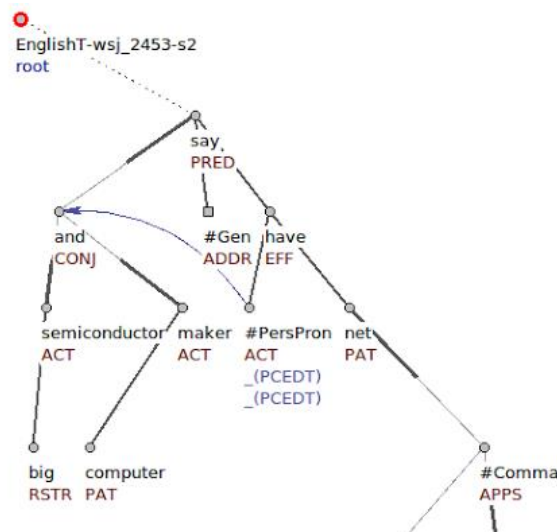 EnglishT-wsj_2453-s2
root
say
PRED
and
CONJ
#Gen
ADDR
have
EFF
semiconductor
ACT
maker
ACT
#PersPron
ACT
_(PCEDT)
_(PCEDT)
net
PAT
big
RSTR
computer
PAT
#Comma
APPS